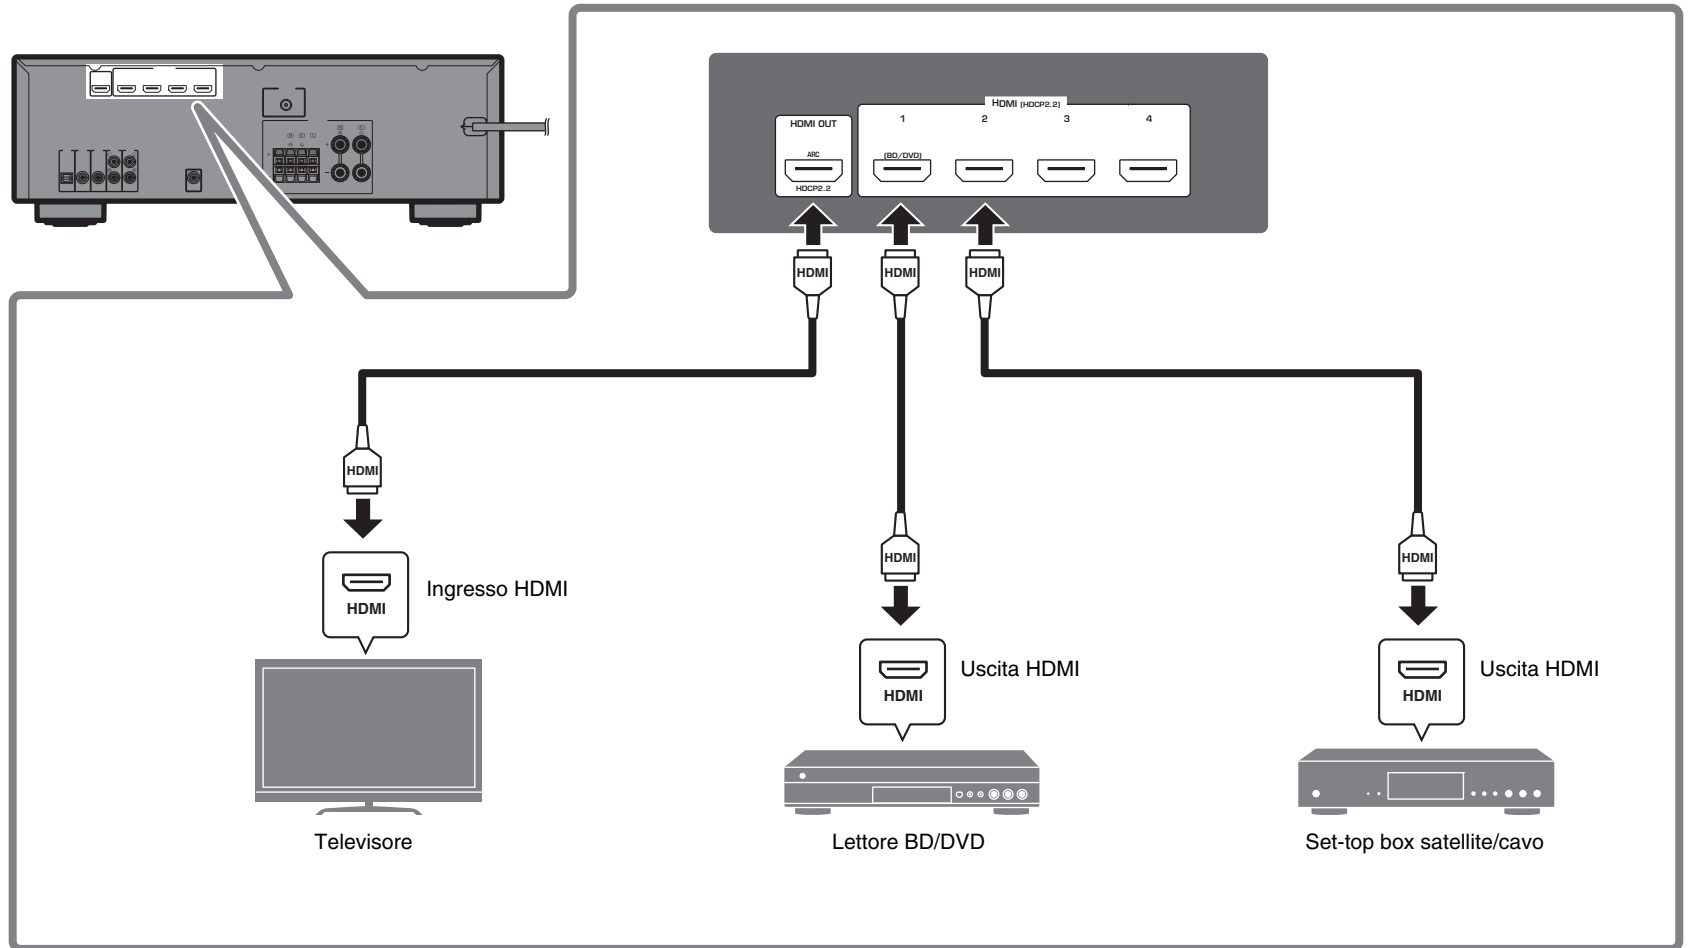 HDMI (HDCP2.2)
HDMI OUT
1
2
3
4
ARC
(BD/DVD)
HDCP2.2
HDMI
HDMI
HDMI
HDMI
HDMI
Ingresso HDMI
HDMI
HDMI
Uscita HDMI
HDMI
HDMI
Uscita HDMI
HDMI
Televisore
Lettore BD/DVD
Set-top box satellite/cavo